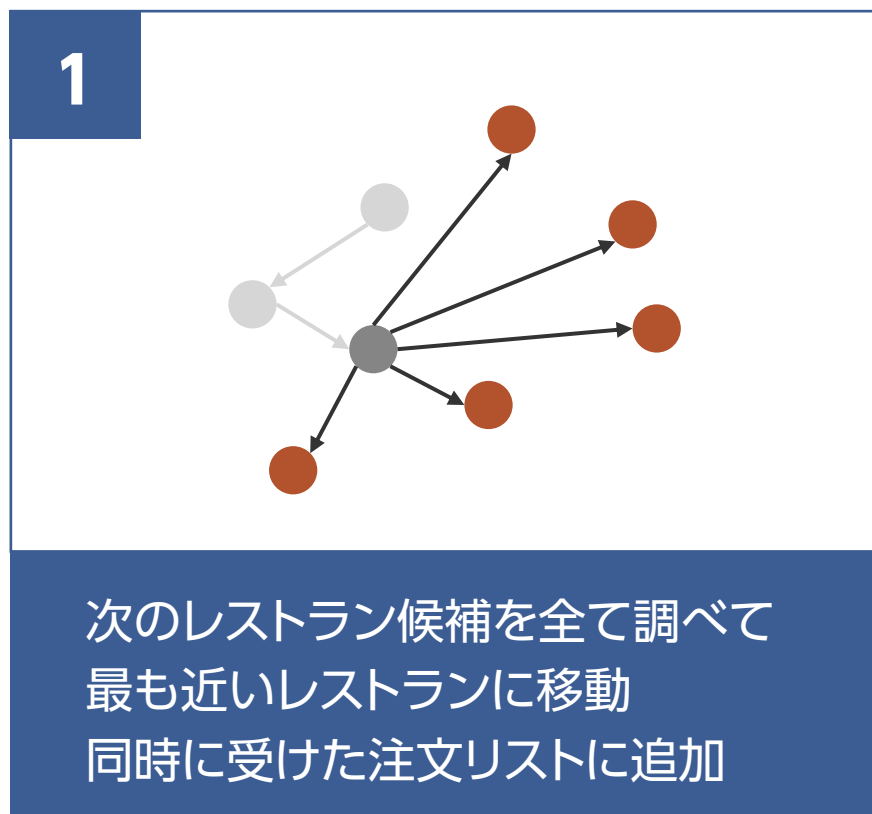 1
次のレストラン候補を全て調べて
最も近いレストランに移動
同時に受けた注文リストに追加